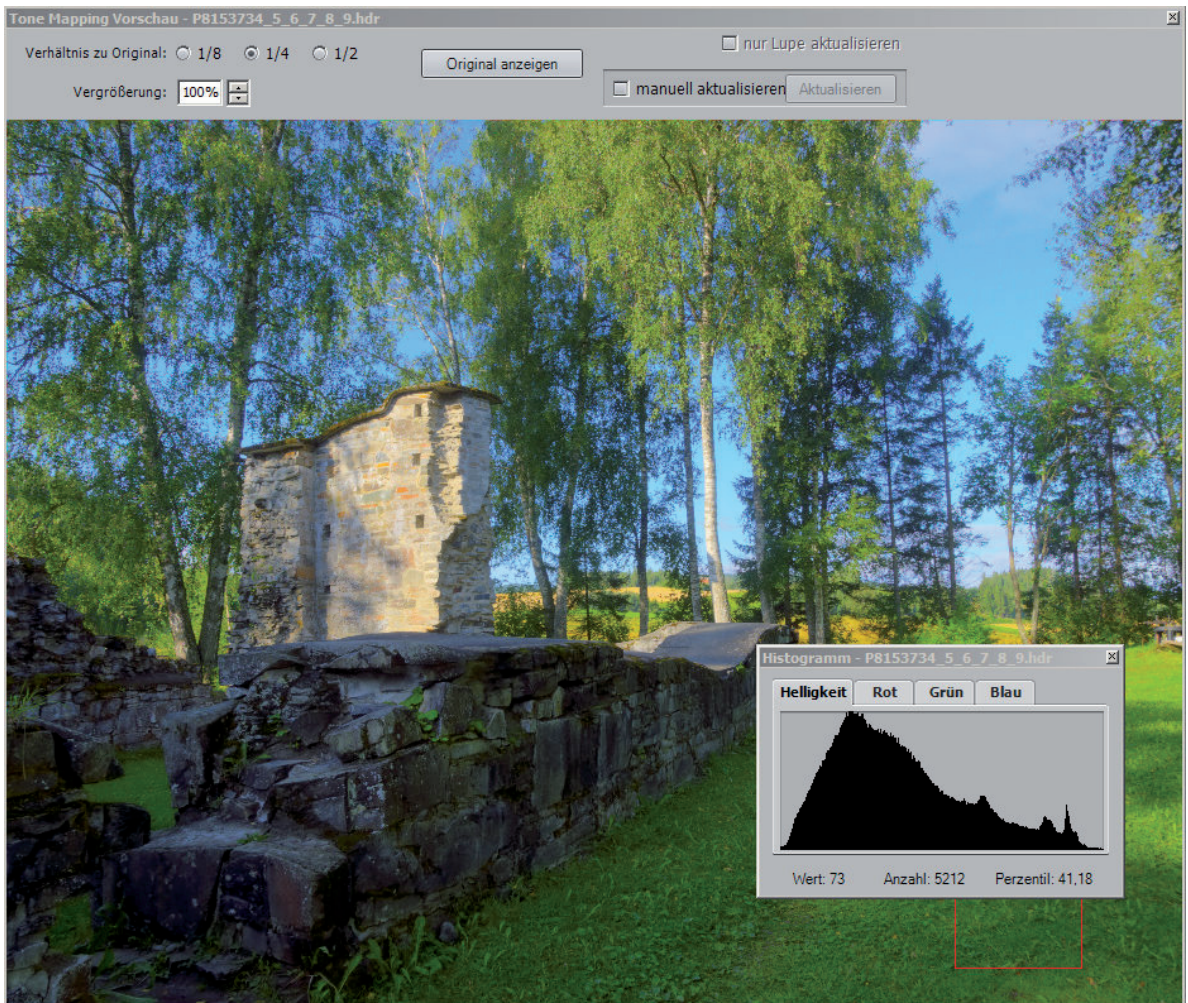 Tone Mapping Vorschau - P8153734_5_6_7_8_9.hdr
Verhältnis zu Original: 1/8 1/4 1/2
Original anzeigen
nur Lupe aktualisieren
Vergrößerung: 100%
manuell aktualisieren Aktualisieren
Histogramm - P8153734_5_6_7_8_9.hdr
Helligkeit Rot Grün Blau
Wert: 73 Anzahl: 5212 Perzentil: 41,18